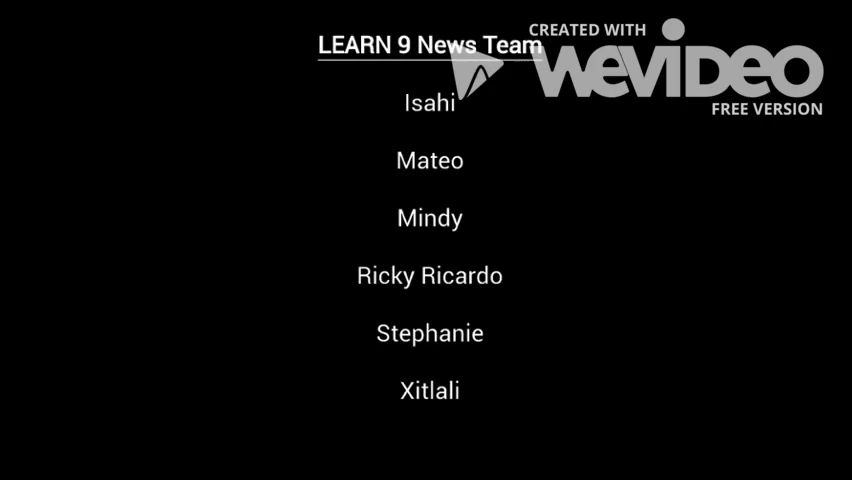 LEARN 9 News Team
CREATED WITH
WEVIDEO
FREE VERSION
Isahi
Mateo
Mindy
Ricky Ricardo
Stephanie
Xitlali